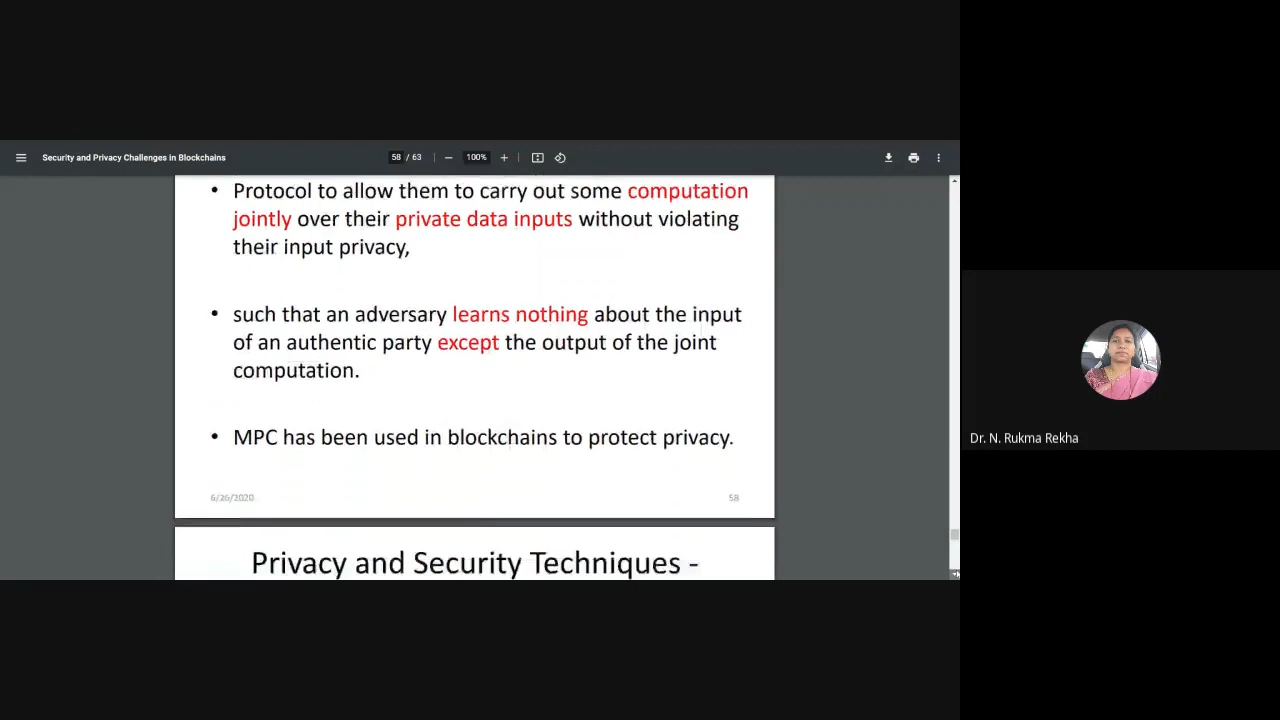 Security and Privacy Challenges in Blockchains
58 / 63
100%
• Protocol to allow them to carry out some computation
jointly over their private data inputs without violating
their input privacy,
• such that an adversary learns nothing about the input
of an authentic party except the output of the joint
computation.
• MPC has been used in blockchains to protect privacy.
6/26/2020
58
Privacy and Security Techniques -
Dr. N. Rukma Rekha